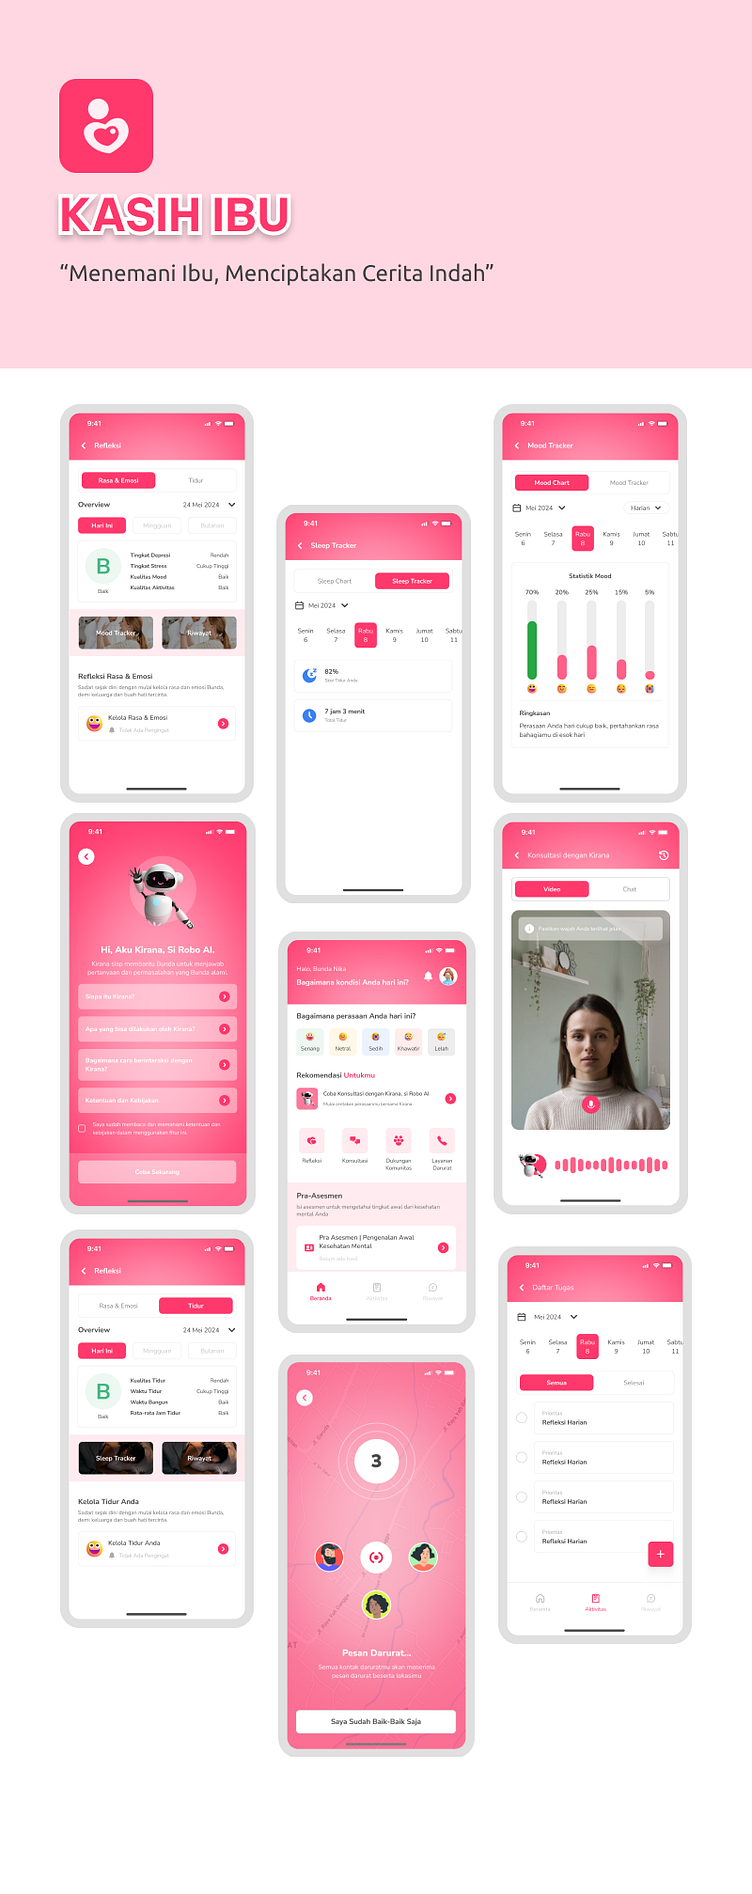 KASIH IBU
“Menemani Ibu, Menciptakan Cerita Indah”
9:41
Refleksi
Rasa & Emosi Tidur
Overview 24 Mei 2024
Hari Ini Mingguan Bulanan
B
Baik
Tingkat Depresi Rendah
Tingkat Stress Cukup Tinggi
Kualitas Mood Baik
Kualitas Aktivitas Baik
Mood Tracker Riwayat
Refleksi Rasa & Emosi
Sadari sejak dini dengan mulai kelola rasa dan emosi Bunda,
demi keluarga dan buah hati tercinta.
Kelola Rasa & Emosi
Tidak Ada Pengingat
9:41
Sleep Tracker
Sleep Chart Sleep Tracker
Mei 2024
Senin Selasa Rabu Kamis Jumat Sabtu
6 7 8 9 10 11
82%
Skor Tidur Anda
7 jam 3 menit
Total Tidur
9:41
Mood Tracker
Mood Chart Mood Tracker
Mei 2024 Harian
Senin Selasa Rabu Kamis Jumat Sabtu
6 7 8 9 10 11
Statistik Mood
70% 20% 25% 15% 5%
Ringkasan
Perasaan Anda hari cukup baik, pertahankan rasa
bahagiamu di esok hari
9:41
Hi, Aku Kirana, Si Robo AI.
Kirana siap membantu Bunda untuk menjawab
pertanyaan dan permasalahan yang Bunda alami.
Siapa itu Kirana?
Apa yang bisa dilakukan oleh Kirana?
Bagaimana cara berinteraksi dengan
Kirana?
Ketentuan dan Kebijakan
Saya sudah membaca dan memahami ketentuan dan
kebijakan dalam menggunakan fitur ini.
Coba Sekarang
9:41
Halo, Bunda Nika
Bagaimana kondisi Anda hari ini?
Bagaimana perasaan Anda hari ini?
Senang Netral Sedih Khawatir Lelah
Rekomendasi Untukmu
Coba Konsultasi dengan Kirana, si Robo AI
Mulai ceritakan perasaanmu bersama Kirana
Refleksi Konsultasi Dukungan Layanan
Komunitas Darurat
Pra-Asesmen
Isi asesmen untuk mengetahui tingkat awal dari kesehatan
mental Anda
Pra Asesmen | Pengenalan Awal
Kesehatan Mental
Belum ada hasil
Beranda Aktivitas Riwayat
9:41
Konsultasi dengan Kirana
Video Chat
Pastikan wajah Anda terlihat jelas
9:41
Refleksi
Rasa & Emosi Tidur
Overview 24 Mei 2024
Hari Ini Mingguan Bulanan
B
Baik
Kualitas Tidur Baik
Waktu Tidur Cukup Tinggi
Waktu Bangun Baik
Rata-rata Jam Tidur Baik
Sleep Tracker Riwayat
Kelola Tidur Anda
Sadari sejak dini dengan mulai kelola rasa dan emosi Bunda,
demi keluarga dan buah hati tercinta.
Kelola Tidur Anda
Tidak Ada Pengingat
9:41
3
Pesan Darurat...
Semua kontak daruratmu akan menerima
pesan darurat beserta lokasimu
Saya Sudah Baik-Baik Saja
9:41
Daftar Tugas
Mei 2024
Senin Selasa Rabu Kamis Jumat Sabtu
6 7 8 9 10 11
Semua Selesai
Prioritas
Refleksi Harian
Prioritas
Refleksi Harian
Prioritas
Refleksi Harian
Prioritas
Refleksi Harian
Beranda Aktivitas Riwayat